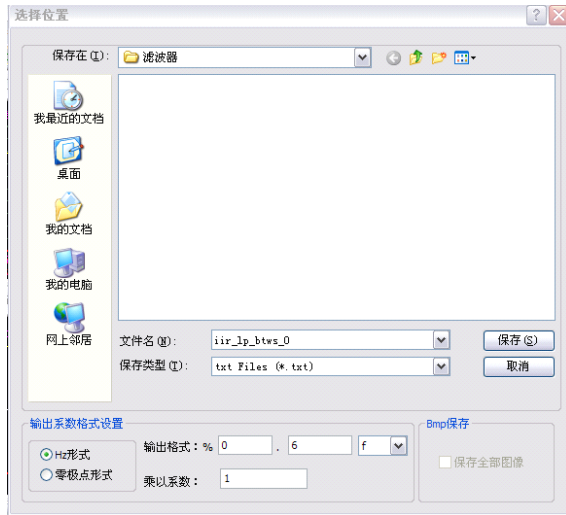 选择位置
保存在(I):
滤波器
我最近的文档
桌面
我的文档
我的电脑
网上邻居
文件名(N):
iir_lp_btws_0
保存(S)
保存类型(T):
txt Files (*.txt)
取消
输出系数格式设置
Hz形式
零极点形式
输出格式：% 0 . 6 f
乘以系数： 1
Bmp保存
保存全部图像